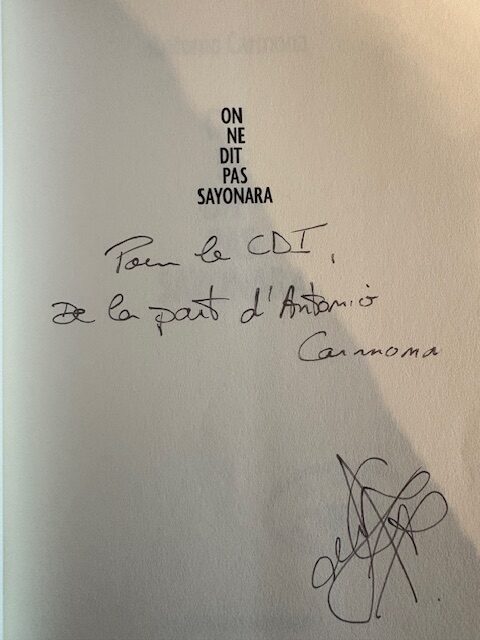 ON
NE
DIT
PAS
SAYONARA
Pour le CDI,
De la part d'Antonio
Carmona